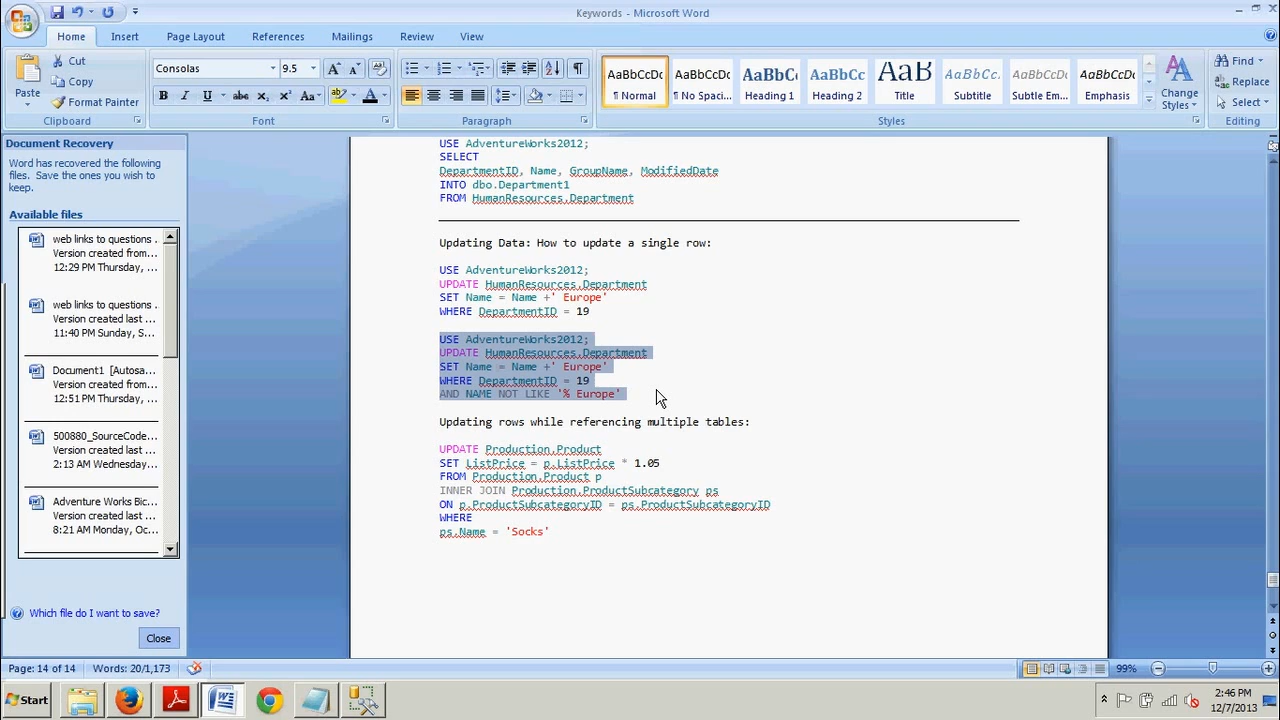 Keywords - Microsoft Word
Home Insert Page Layout References Mailings Review View
Paste
Cut
Copy
Format Painter
Clipboard
Consolas 9.5
Font
Paragraph
AaBbCcDc AaBbCcDc AaBbC AaBbCc AaB AaBbCc. AaBbCcDc AaBbCcDc
¶ Normal ¶ No Spaci... Heading 1 Heading 2 Title Subtitle Subtle Em... Emphasis
Change Styles
Styles
Find
Replace
Select
Editing
Document Recovery
Word has recovered the following
files. Save the ones you wish to
keep.
Available files
web links to questions .
Version created from...
12:29 PM Thursday, ...
web links to questions .
Version created last ...
11:40 PM Sunday, S...
Document1 [Autosa...
Version created from...
12:51 PM Thursday, ...
500880_SourceCode...
Version created last ...
2:13 AM Wednesday...
Adventure Works Bic...
Version created last ...
8:21 AM Monday, Oc...
Which file do I want to save?
Close
USE AdventureWorks2012;
SELECT
DepartmentID, Name, GroupName, ModifiedDate
INTO dbo.Department1
FROM HumanResources.Department
Updating Data: How to update a single row:
USE AdventureWorks2012;
UPDATE HumanResources.Department
SET Name = Name +' Europe'
WHERE DepartmentID = 19
USE AdventureWorks2012;
UPDATE HumanResources.Department
SET Name = Name +' Europe'
WHERE DepartmentID = 19
AND NAME NOT LIKE '% Europe'
Updating rows while referencing multiple tables:
UPDATE Production.Product
SET ListPrice = p.ListPrice * 1.05
FROM Production.Product p
INNER JOIN Production.ProductSubcategory ps
ON p.ProductSubcategoryID = ps.ProductSubcategoryID
WHERE
ps.Name = 'Socks'
Page: 14 of 14 Words: 20/1,173
99%
Start
2:46 PM
12/7/2013